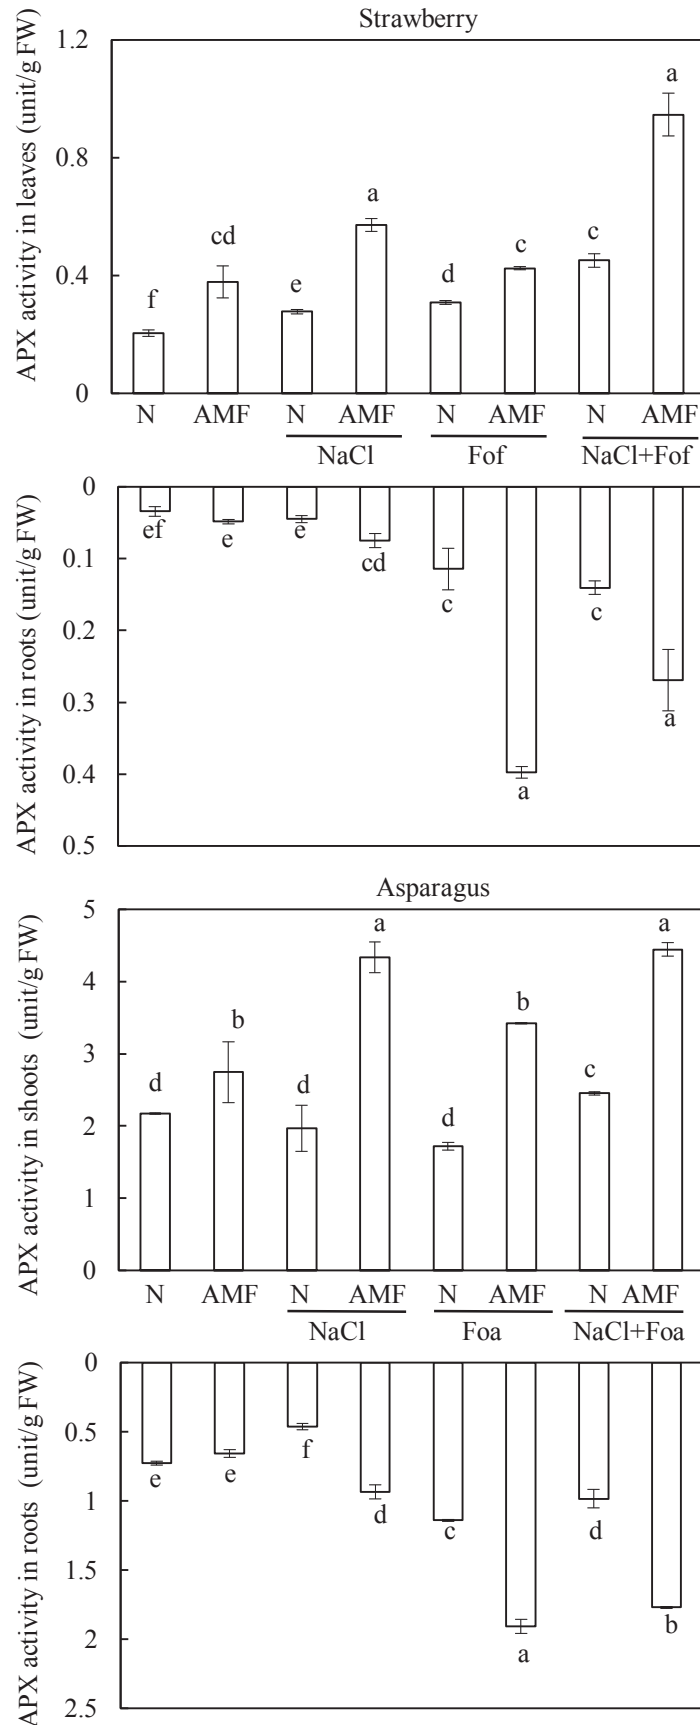 Strawberry
APX activity in leaves (unit/g FW)
1.2
0.8
0.4
0
f
cd
e
a
d
c
c
a
N AMF N AMF N AMF N AMF
NaCl Fof NaCl+Fof
APX activity in roots (unit/g FW)
0
0.1
0.2
0.3
0.4
0.5
ef
e
e
cd
c
a
c
a
Asparagus
APX activity in shoots (unit/g FW)
5
4
3
2
1
0
d
b
d
a
d
b
c
a
N AMF N AMF N AMF N AMF
NaCl Foa NaCl+Foa
APX activity in roots (unit/g FW)
0
0.5
1
1.5
2
2.5
e
e
f
d
c
a
d
b